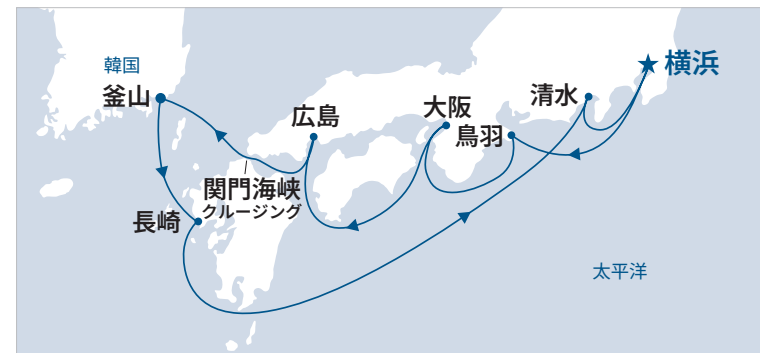 韓国
釜山
広島
大阪
鳥羽
清水
横浜
関門海峡
クルージング
長崎
太平洋